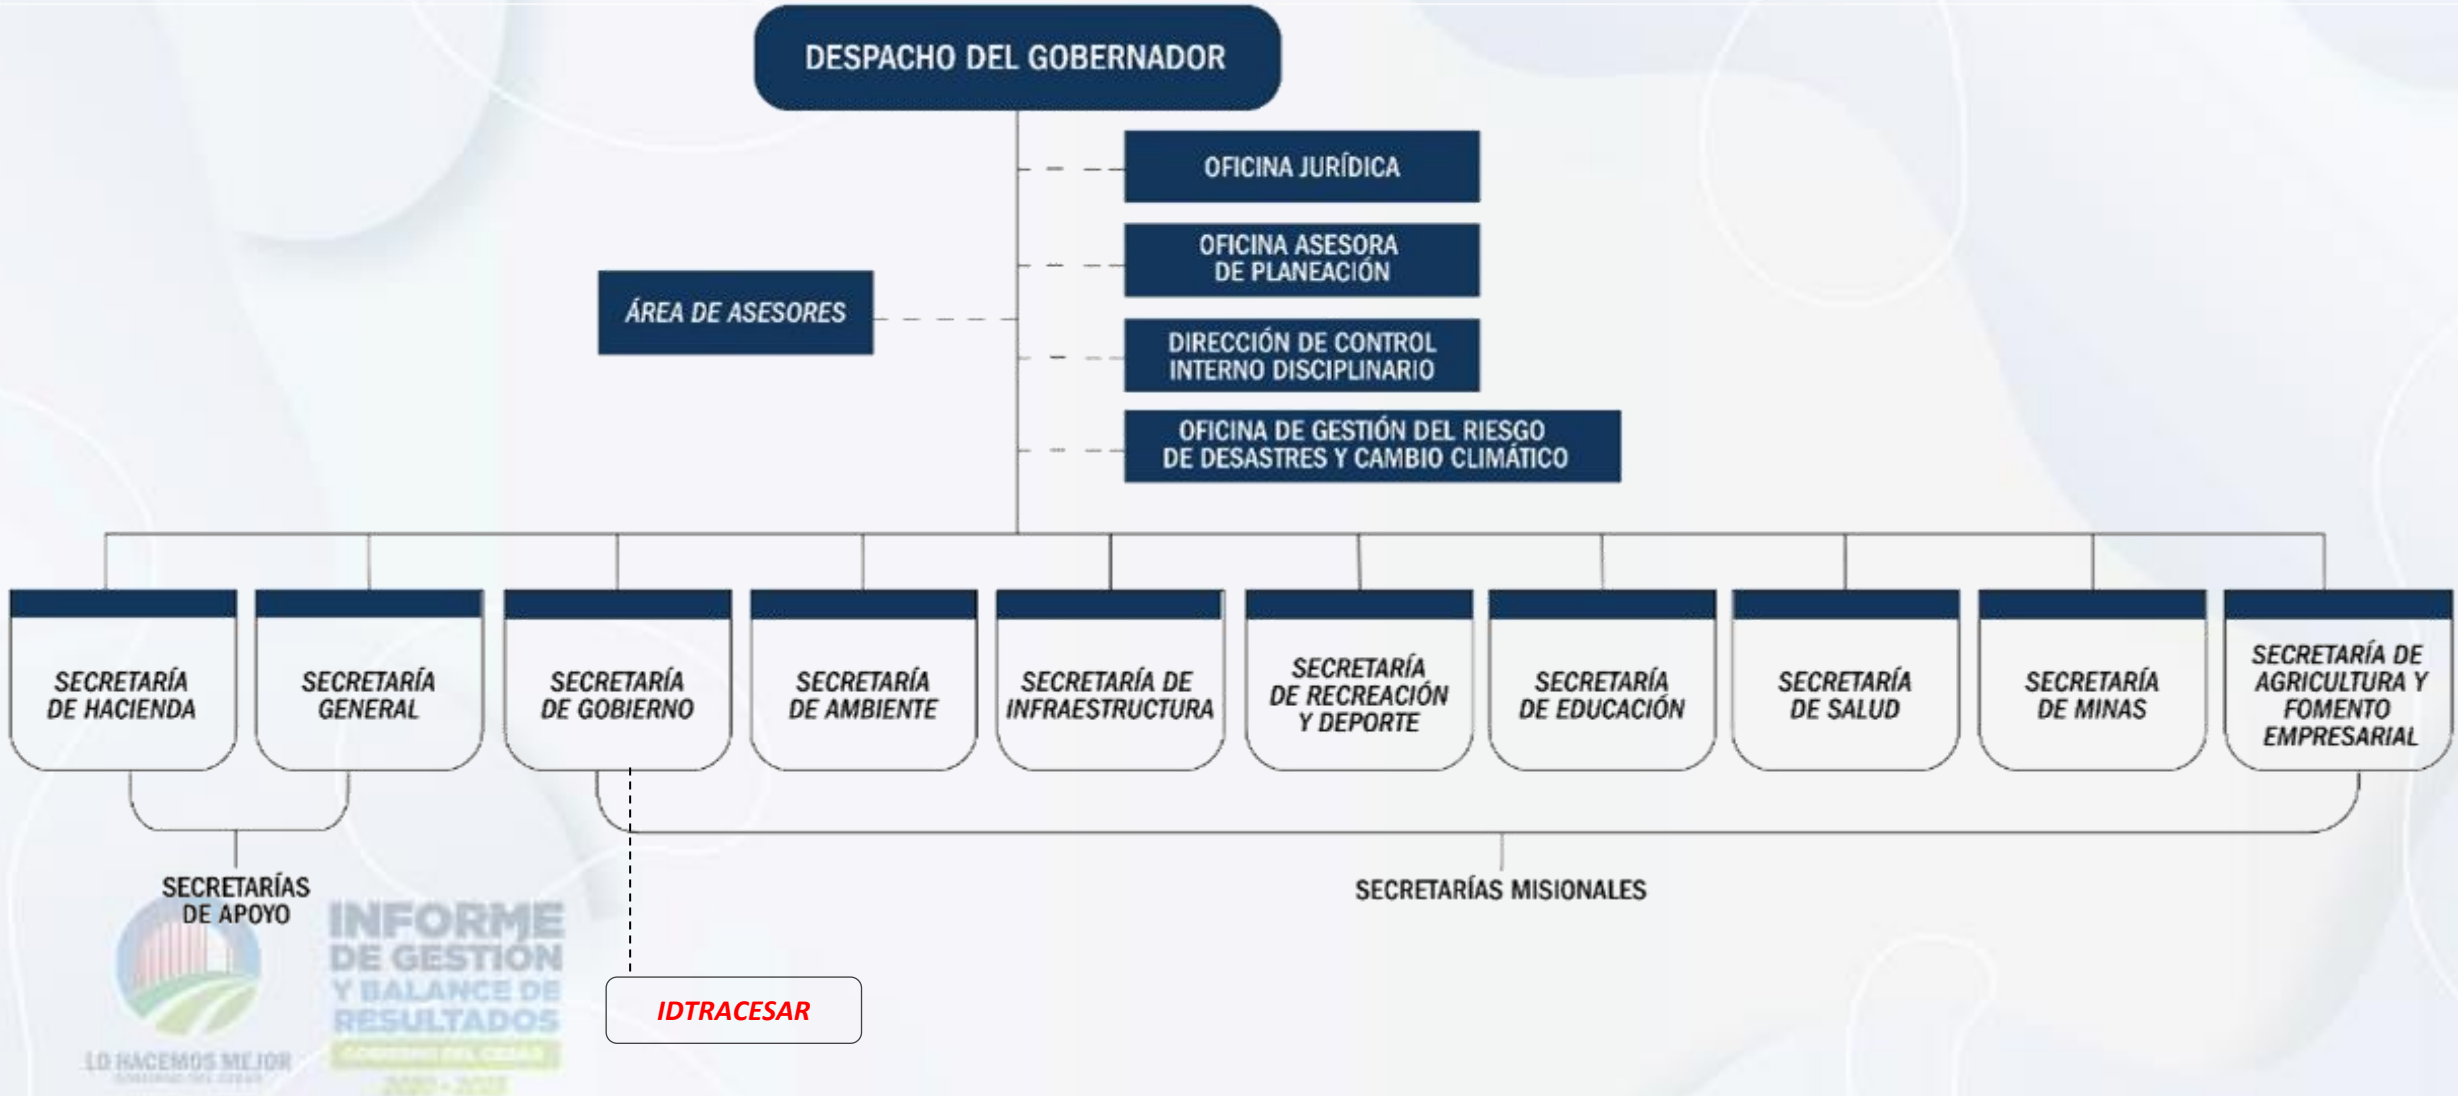 DESPACHO DEL GOBERNADOR
OFICINA JURÍDICA
OFICINA ASESORA
DE PLANEACIÓN
ÁREA DE ASESORES
DIRECCIÓN DE CONTROL
INTERNO DISCIPLINARIO
OFICINA DE GESTIÓN DEL RIESGO
DE DESASTRES Y CAMBIO CLIMÁTICO
SECRETARÍA
DE HACIENDA
SECRETARÍA
GENERAL
SECRETARÍA
DE GOBIERNO
SECRETARÍA
DE AMBIENTE
SECRETARÍA DE
INFRAESTRUCTURA
SECRETARÍA
DE RECREACIÓN
Y DEPORTE
SECRETARÍA
DE EDUCACIÓN
SECRETARÍA
DE SALUD
SECRETARÍA
DE MINAS
SECRETARÍA DE
AGRICULTURA Y
FOMENTO
EMPRESARIAL
SECRETARÍAS
DE APOYO
SECRETARÍAS MISIONALES
INFORME
DE GESTIÓN
Y BALANCE DE
RESULTADOS
GOBIERNO DEL CESAR
IDTRACESAR
LO HACEMOS MEJOR